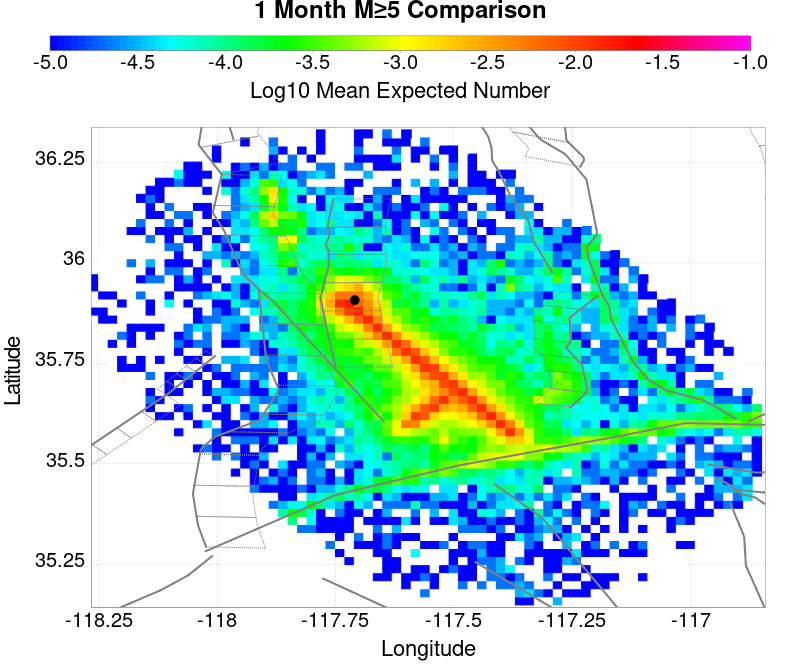 1 Month M≥5 Comparison
-5.0 -4.5 -4.0 -3.5 -3.0 -2.5 -2.0 -1.5 -1.0
Log10 Mean Expected Number
36.25
36
35.75
35.5
35.25
Latitude
-118.25 -118 -117.75 -117.5 -117.25 -117
Longitude